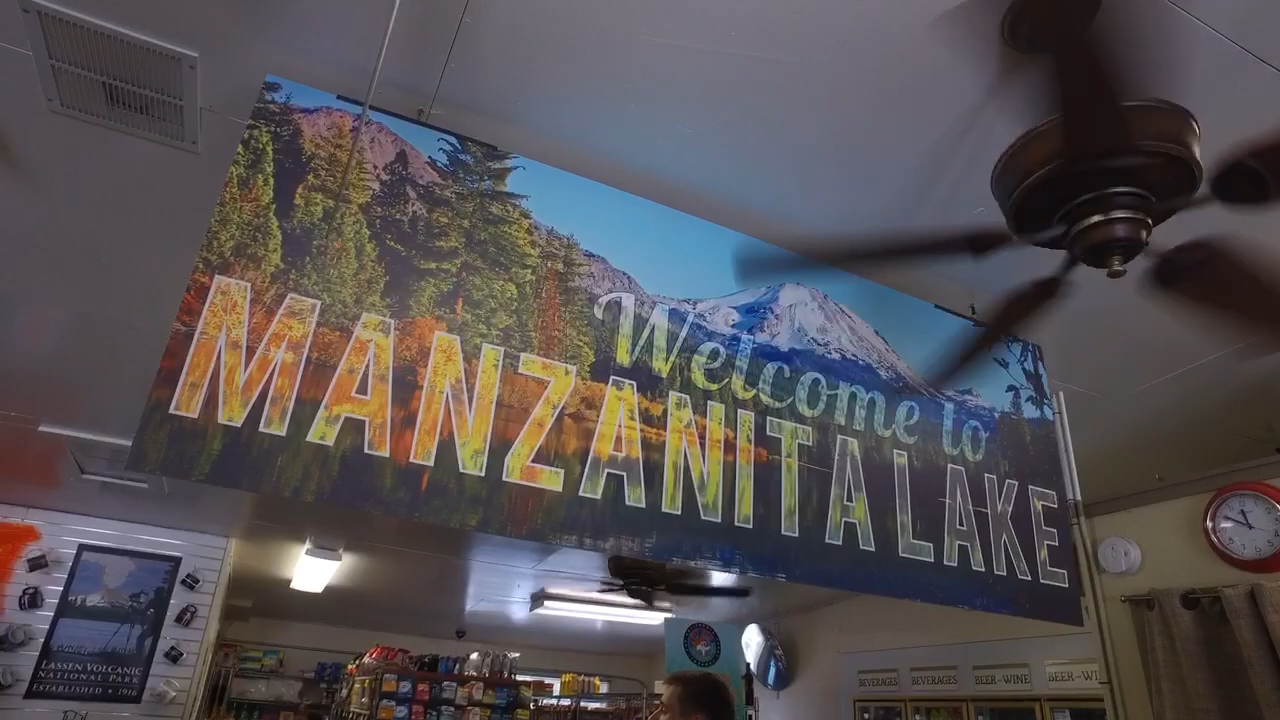 Welcome to
MANZANITA LAKE
LASSEN VOLCANIC
NATIONAL PARK
ESTABLISHED • 1916
BEVERAGES
BEVERAGES
BEER-WINE
BEER-WI